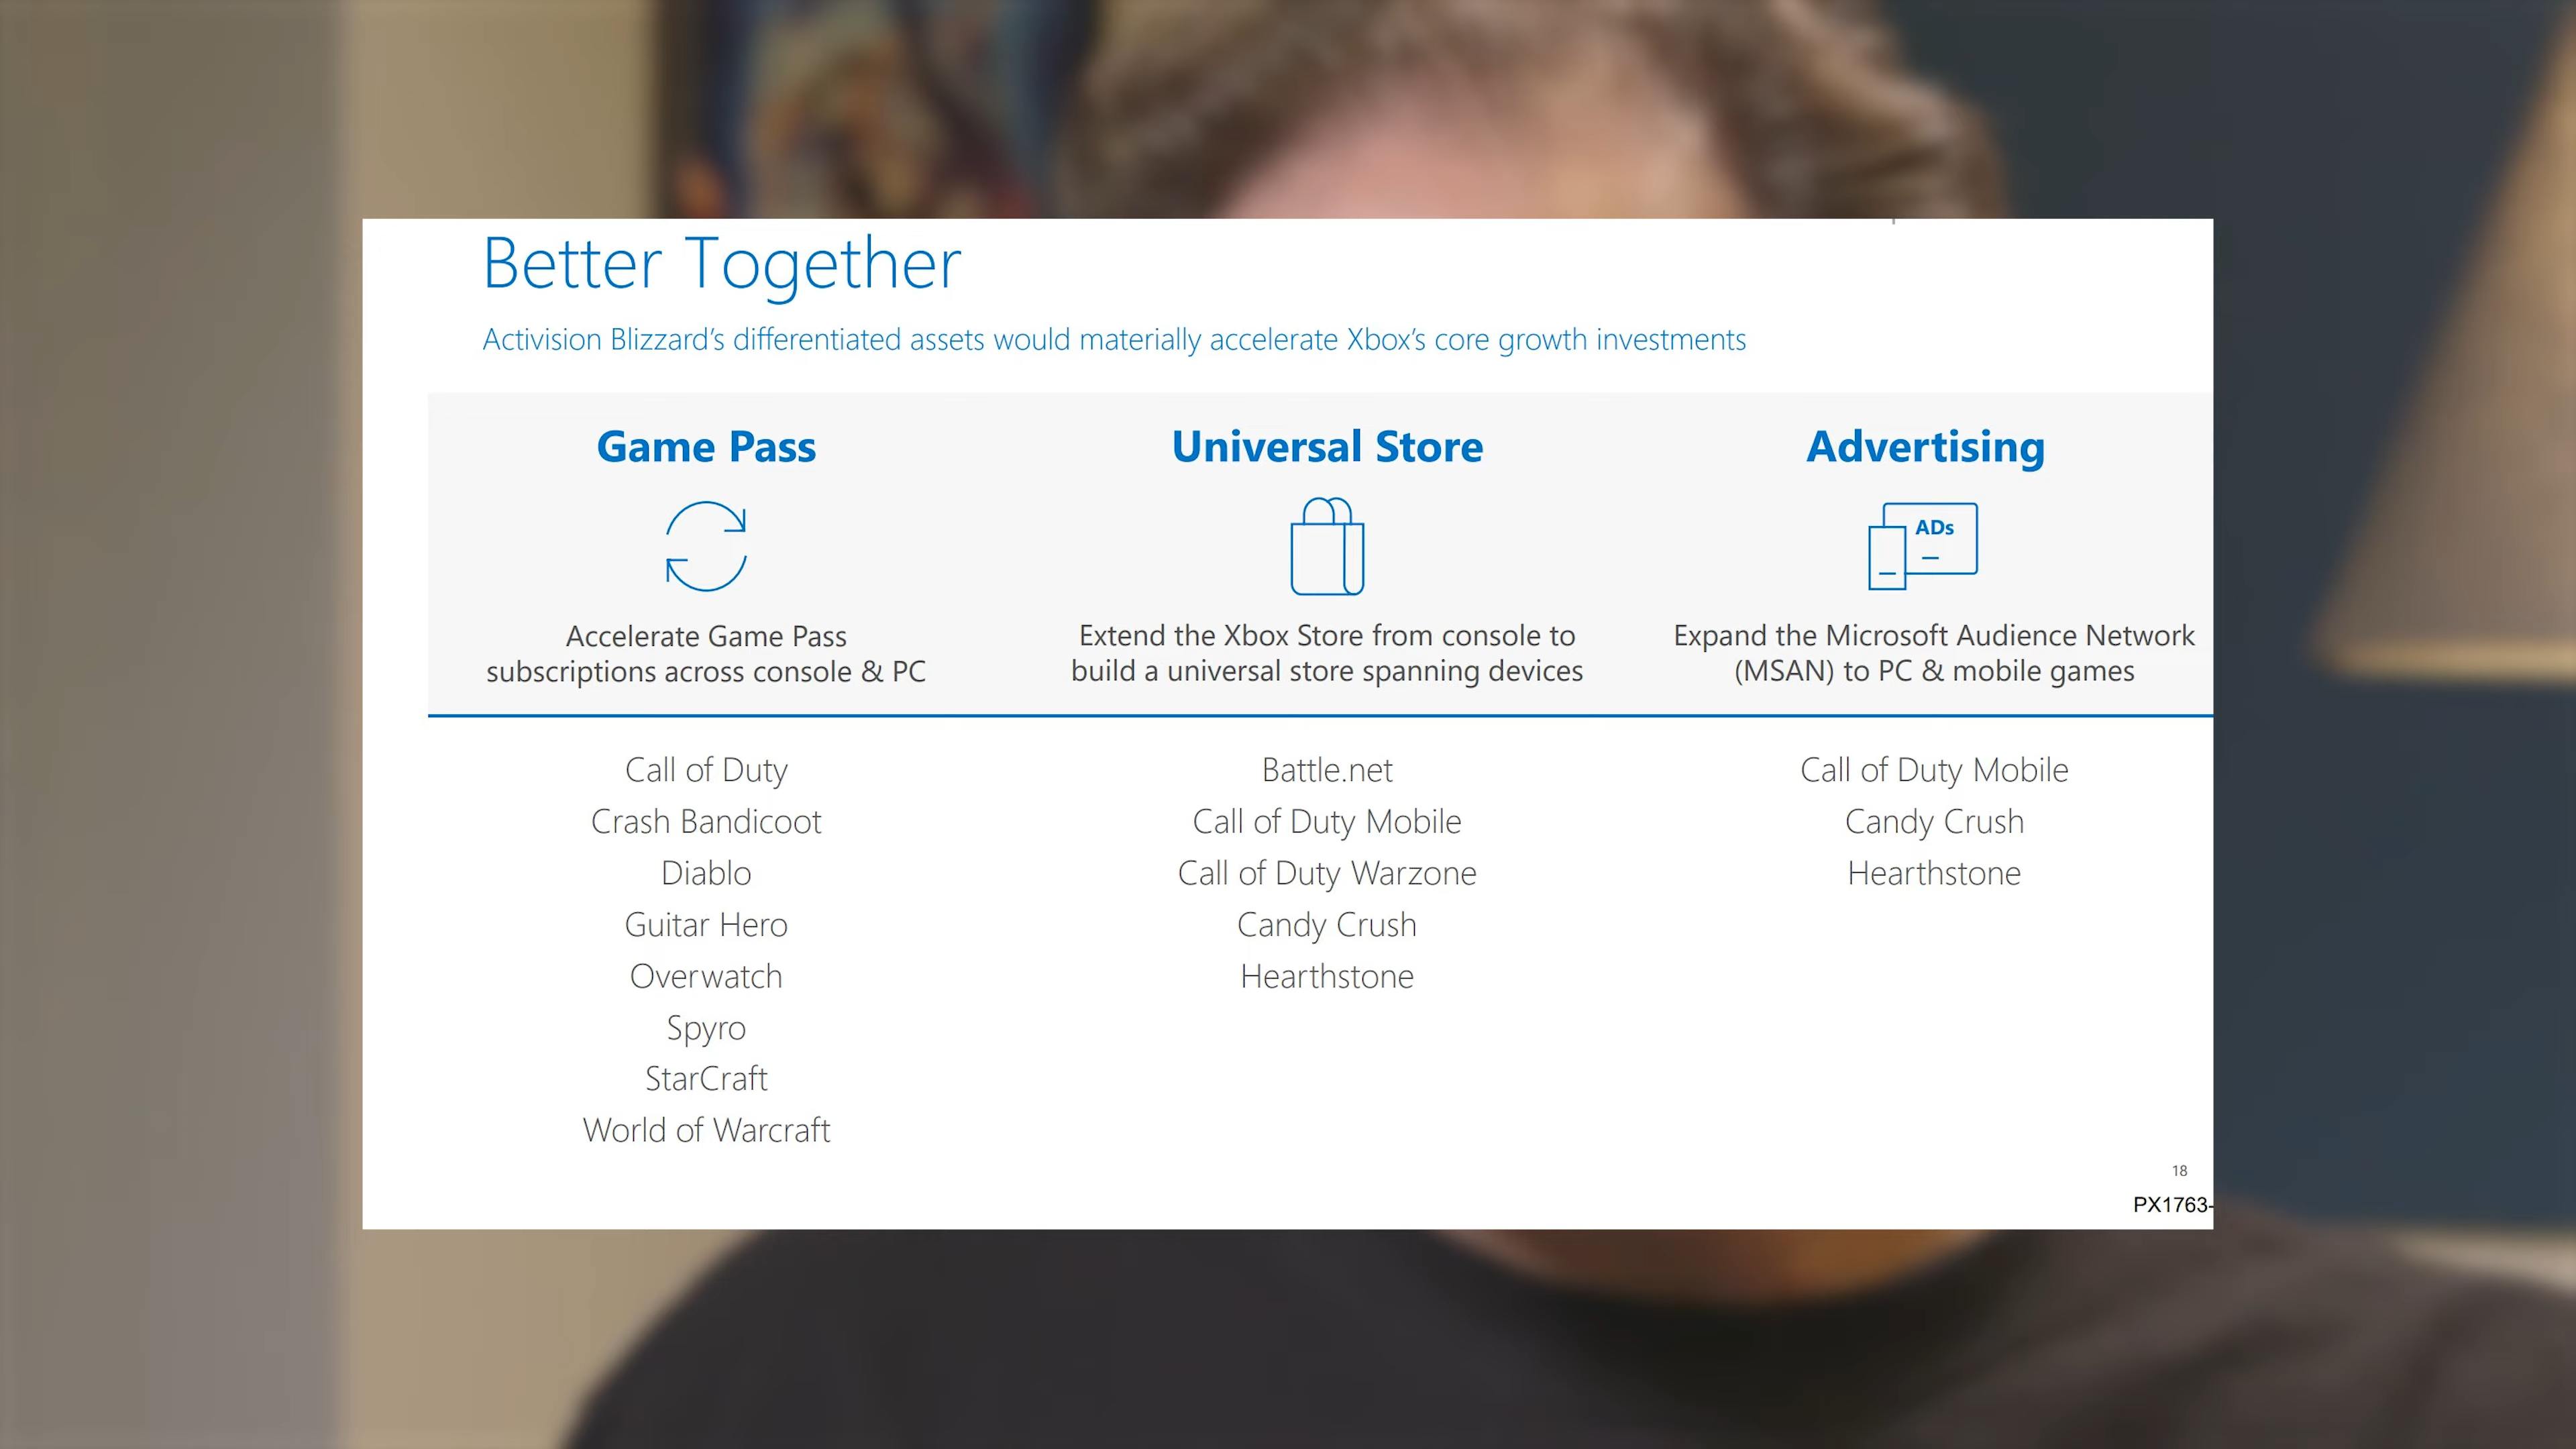 Better Together
Activision Blizzard's differentiated assets would materially accelerate Xbox's core growth investments
Game Pass
Accelerate Game Pass
subscriptions across console & PC
Call of Duty
Crash Bandicoot
Diablo
Guitar Hero
Overwatch
Spyro
StarCraft
World of Warcraft
Universal Store
Extend the Xbox Store from console to
build a universal store spanning devices
Battle.net
Call of Duty Mobile
Call of Duty Warzone
Candy Crush
Hearthstone
Advertising
ADs
Expand the Microsoft Audience Network
(MSAN) to PC & mobile games
Call of Duty Mobile
Candy Crush
Hearthstone
18
PX1763-